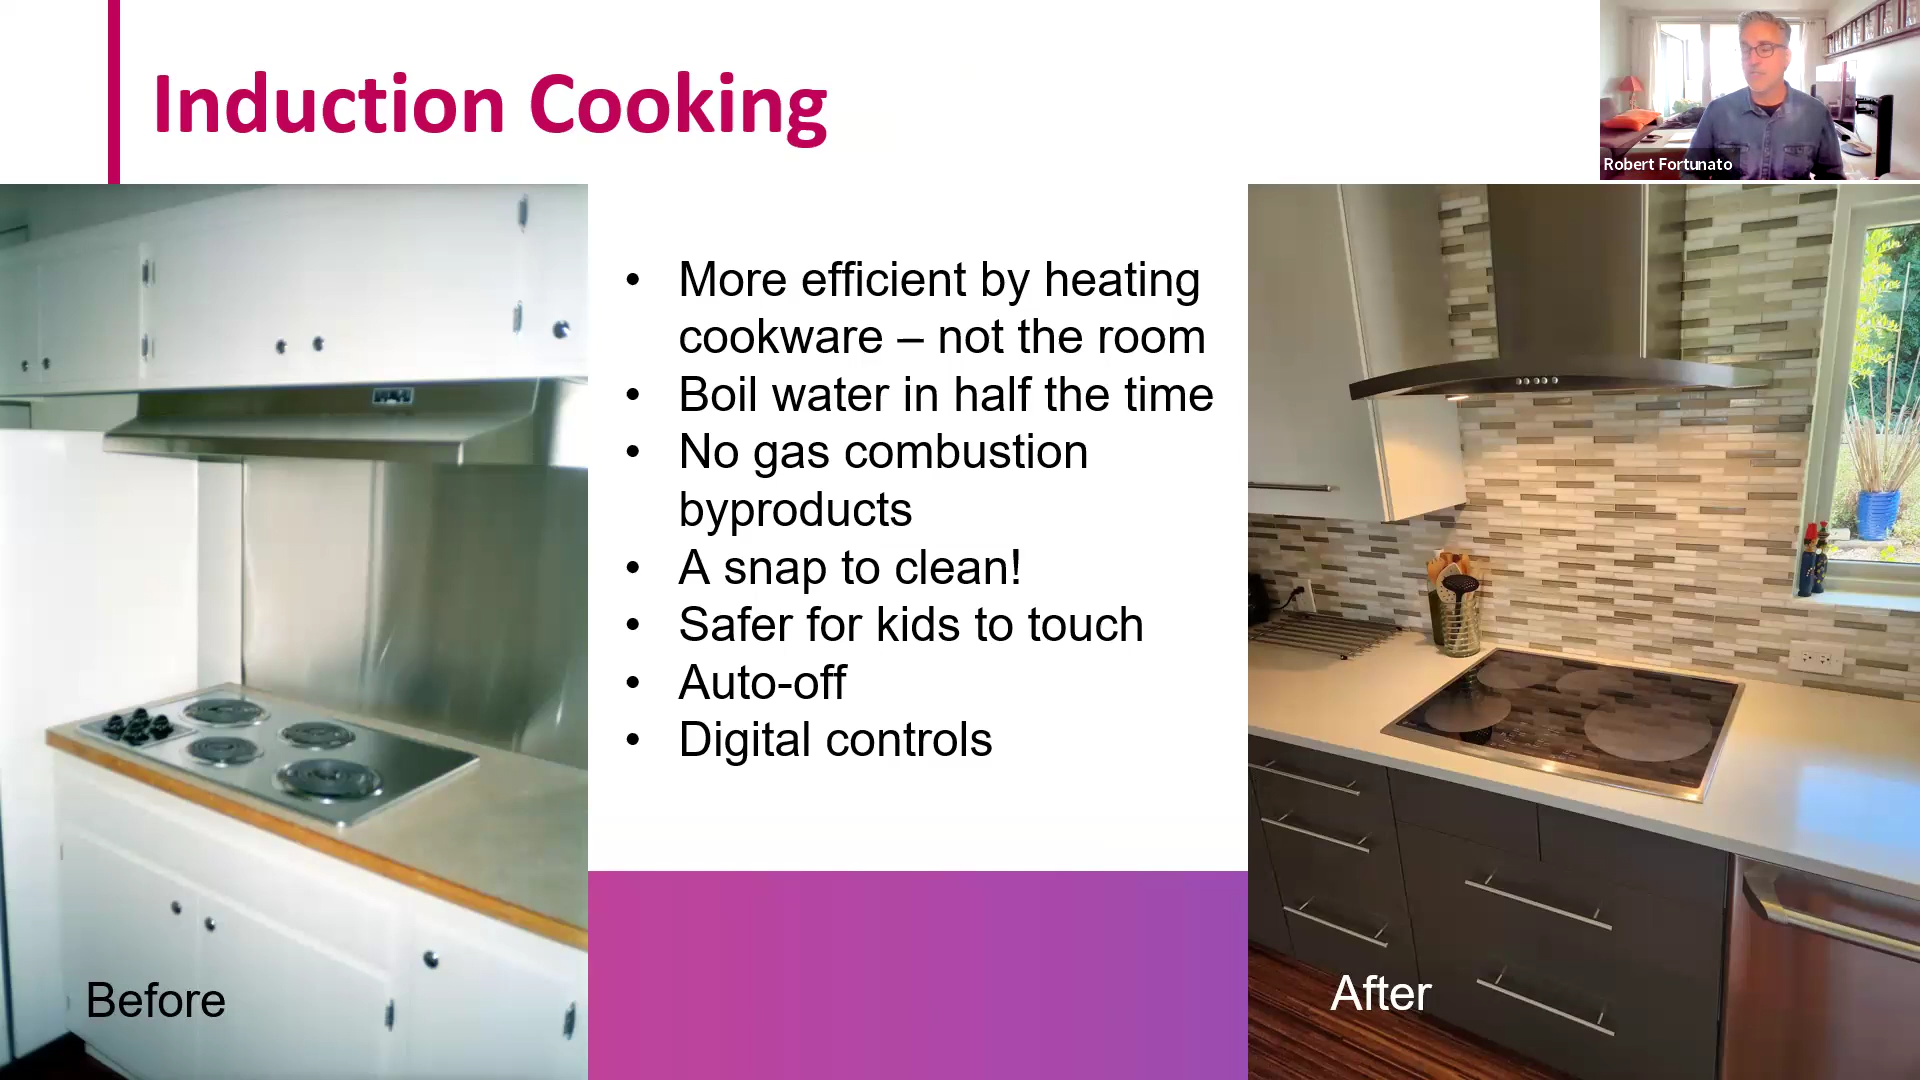 Induction Cooking
Robert Fortunato
• More efficient by heating
cookware – not the room
• Boil water in half the time
• No gas combustion
byproducts
• A snap to clean!
• Safer for kids to touch
• Auto-off
• Digital controls
Before
After